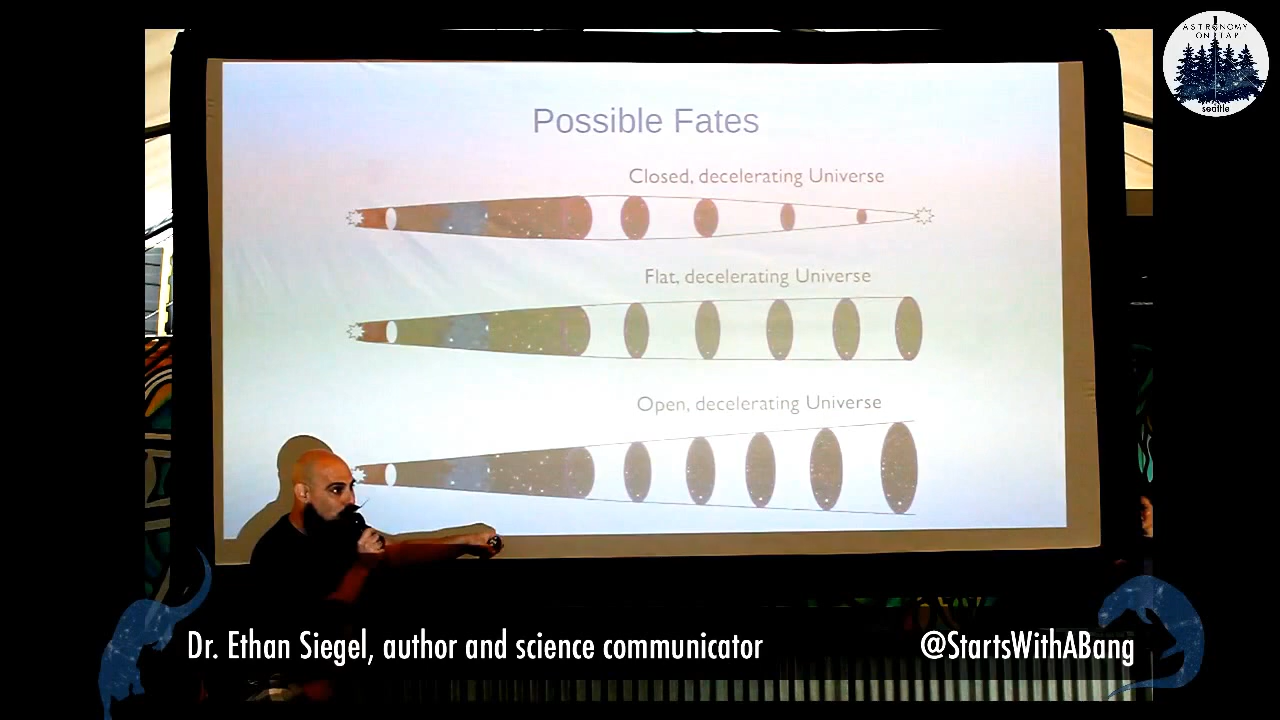 ASTRONOMY
ON TAP
seattle
Possible Fates
Closed, decelerating Universe
Flat, decelerating Universe
Open, decelerating Universe
Dr. Ethan Siegel, author and science communicator
@StartsWithABang